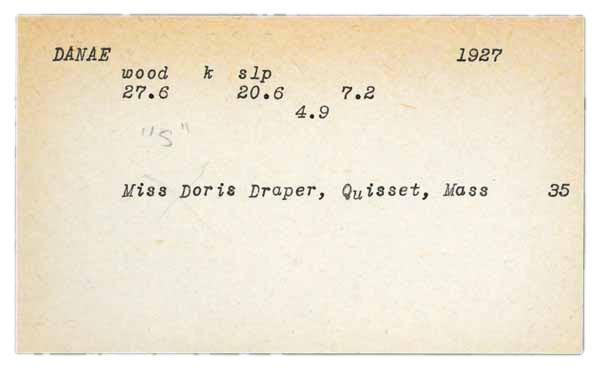 DANAE 1927
wood k slp
27.6 20.6 7.2
4.9
"S"
Miss Doris Draper, Quisset, Mass 35